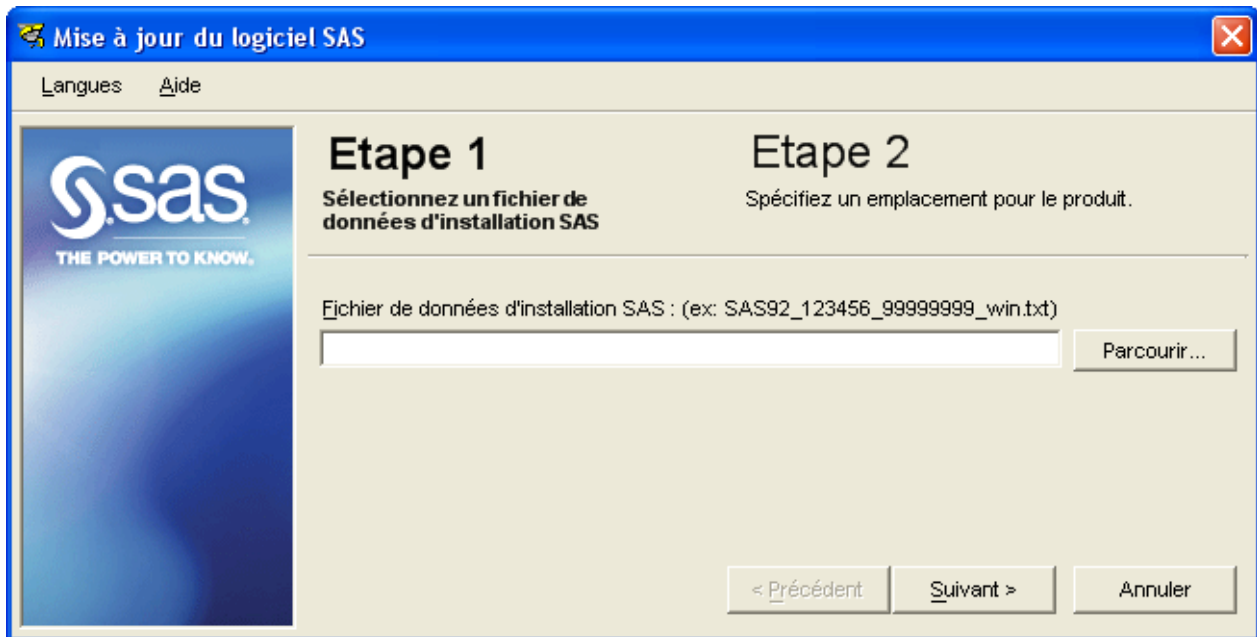 Mise à jour du logiciel SAS
Langues Aide
sas
THE POWER TO KNOW.
Etape 1
Sélectionnez un fichier de
données d'installation SAS
Etape 2
Spécifiez un emplacement pour le produit.
Fichier de données d'installation SAS : (ex: SAS92_123456_99999999_win.txt)
Parcourir...
< Précédent
Suivant >
Annuler